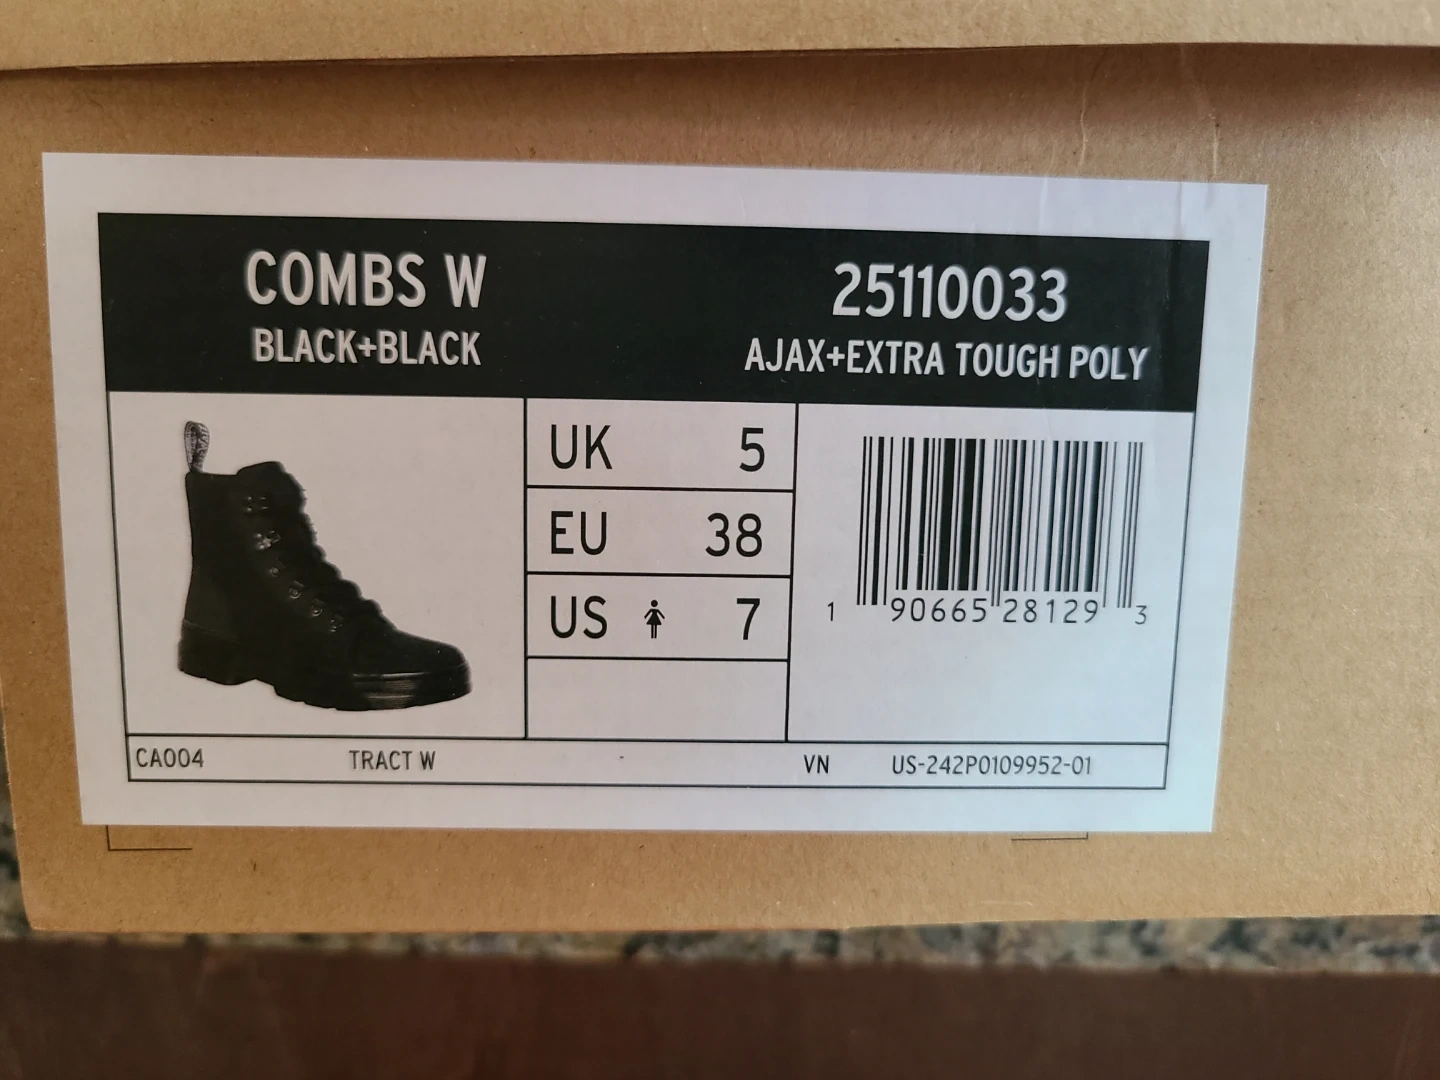 COMBS W
BLACK+BLACK
25110033
AJAX+EXTRA TOUGH POLY
UK 5
EU 38
US 7
1 90665 28129 3
CA004 TRACT W VN US-242P0109952-01